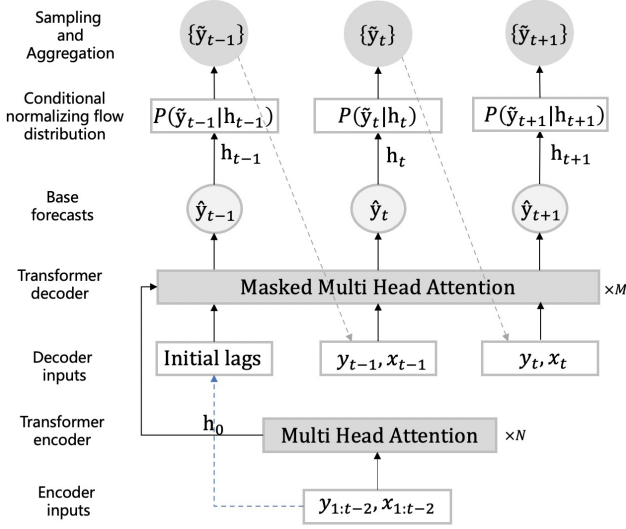 Sampling
and
Aggregation
{ỹ_{t−1}} {ỹ_t} {ỹ_{t+1}}
Conditional
normalizing flow
distribution
P(ỹ_{t−1}|h_{t−1}) P(ỹ_t|h_t) P(ỹ_{t+1}|h_{t+1})
h_{t−1} h_t h_{t+1}
Base
forecasts
ŷ_{t−1} ŷ_t ŷ_{t+1}
Transformer
decoder
Masked Multi Head Attention ×M
Decoder
inputs
Initial lags y_{t−1}, x_{t−1} y_t, x_t
Transformer
encoder
h_0 Multi Head Attention ×N
Encoder
inputs
y_{1:t−2}, x_{1:t−2}